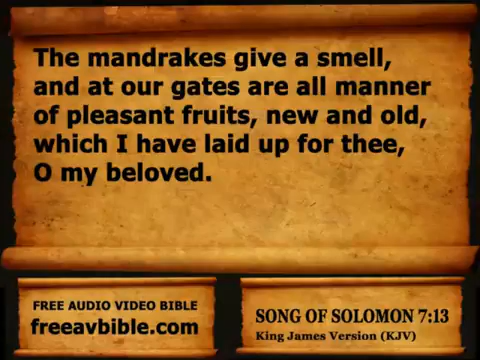 The mandrakes give a smell,
and at our gates are all manner
of pleasant fruits, new and old,
which I have laid up for thee,
O my beloved.
FREE AUDIO VIDEO BIBLE
freeavbible.com
SONG OF SOLOMON 7:13
King James Version (KJV)